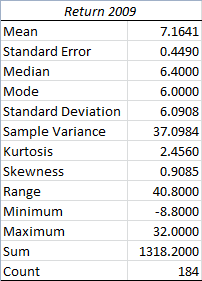 Return 2009
Mean 7.1641
Standard Error 0.4490
Median 6.4000
Mode 6.0000
Standard Deviation 6.0908
Sample Variance 37.0984
Kurtosis 2.4560
Skewness 0.9085
Range 40.8000
Minimum -8.8000
Maximum 32.0000
Sum 1318.2000
Count 184